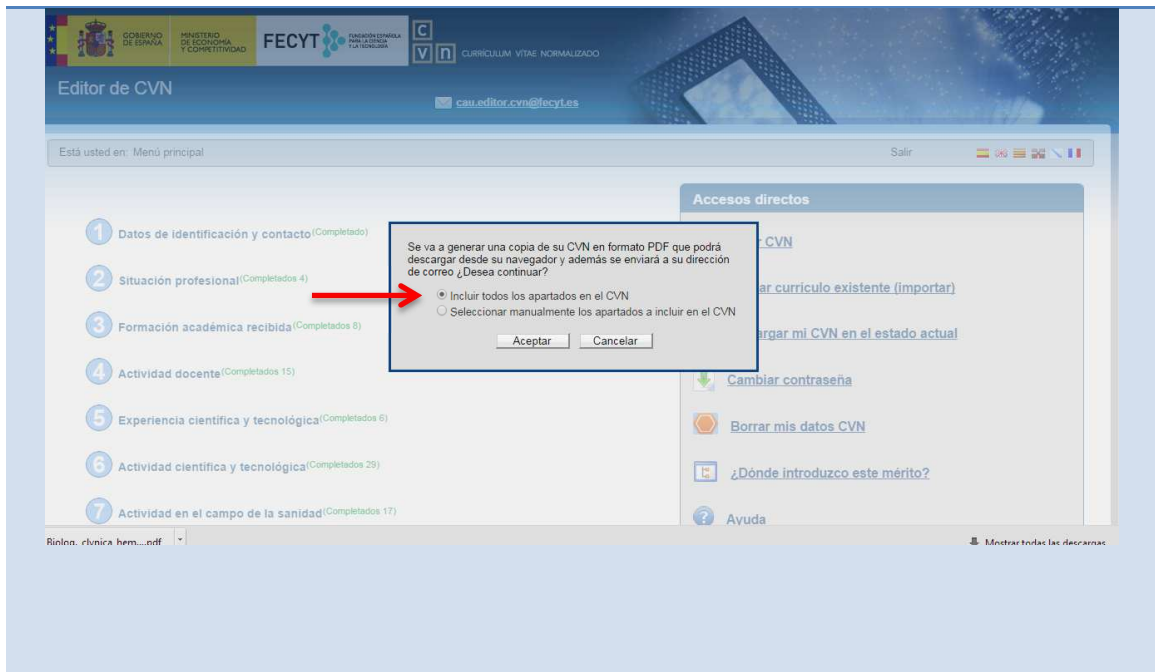 GOBIERNO
DE ESPAÑA
MINISTERIO
DE ECONOMÍA
Y COMPETITIVIDAD
FECYT
FUNDACIÓN ESPAÑOLA
PARA LA CIENCIA
Y LA TECNOLOGÍA
C
V n CURRÍCULUM VITAE NORMALIZADO
Editor de CVN
cau.editor.cvn@fecyt.es
Está usted en: Menú principal
Salir
Accesos directos
1 Datos de identificación y contacto (Completado)
2 Situación profesional (Completados 4)
3 Formación académica recibida (Completados 8)
4 Actividad docente (Completados 15)
5 Experiencia científica y tecnológica (Completados 6)
6 Actividad científica y tecnológica (Completados 29)
7 Actividad en el campo de la sanidad (Completados 17)
Se va a generar una copia de su CVN en formato PDF que podrá
descargar desde su navegador y además se enviará a su dirección
de correo ¿Desea continuar?
Incluir todos los apartados en el CVN
Seleccionar manualmente los apartados a incluir en el CVN
Aceptar Cancelar
CVN
currículo existente (importar)
mi CVN en el estado actual
Cambiar contraseña
Borrar mis datos CVN
¿Dónde introduzco este mérito?
? Ayuda
Mostrar todas las descargas